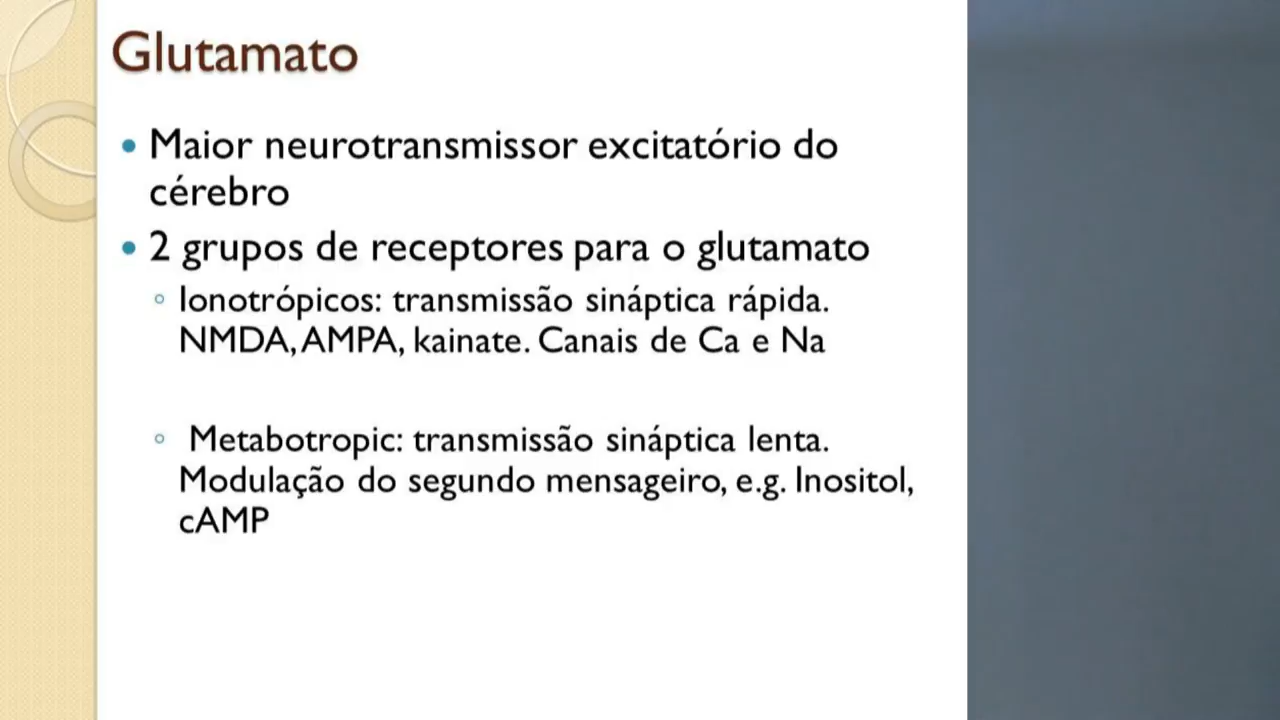 Glutamato
• Maior neurotransmissor excitatório do
cérebro
• 2 grupos de receptores para o glutamato
◦ Ionotrópicos: transmissão sináptica rápida.
NMDA, AMPA, kainate. Canais de Ca e Na
◦ Metabotropic: transmissão sináptica lenta.
Modulação do segundo mensageiro, e.g. Inositol,
cAMP